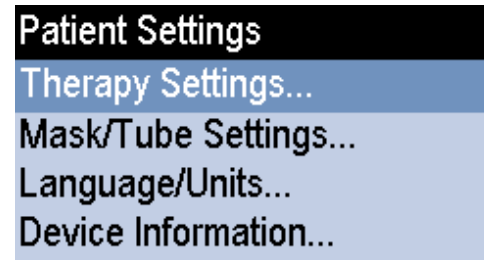 Patient Settings
Therapy Settings...
Mask/Tube Settings...
Language/Units...
Device Information...